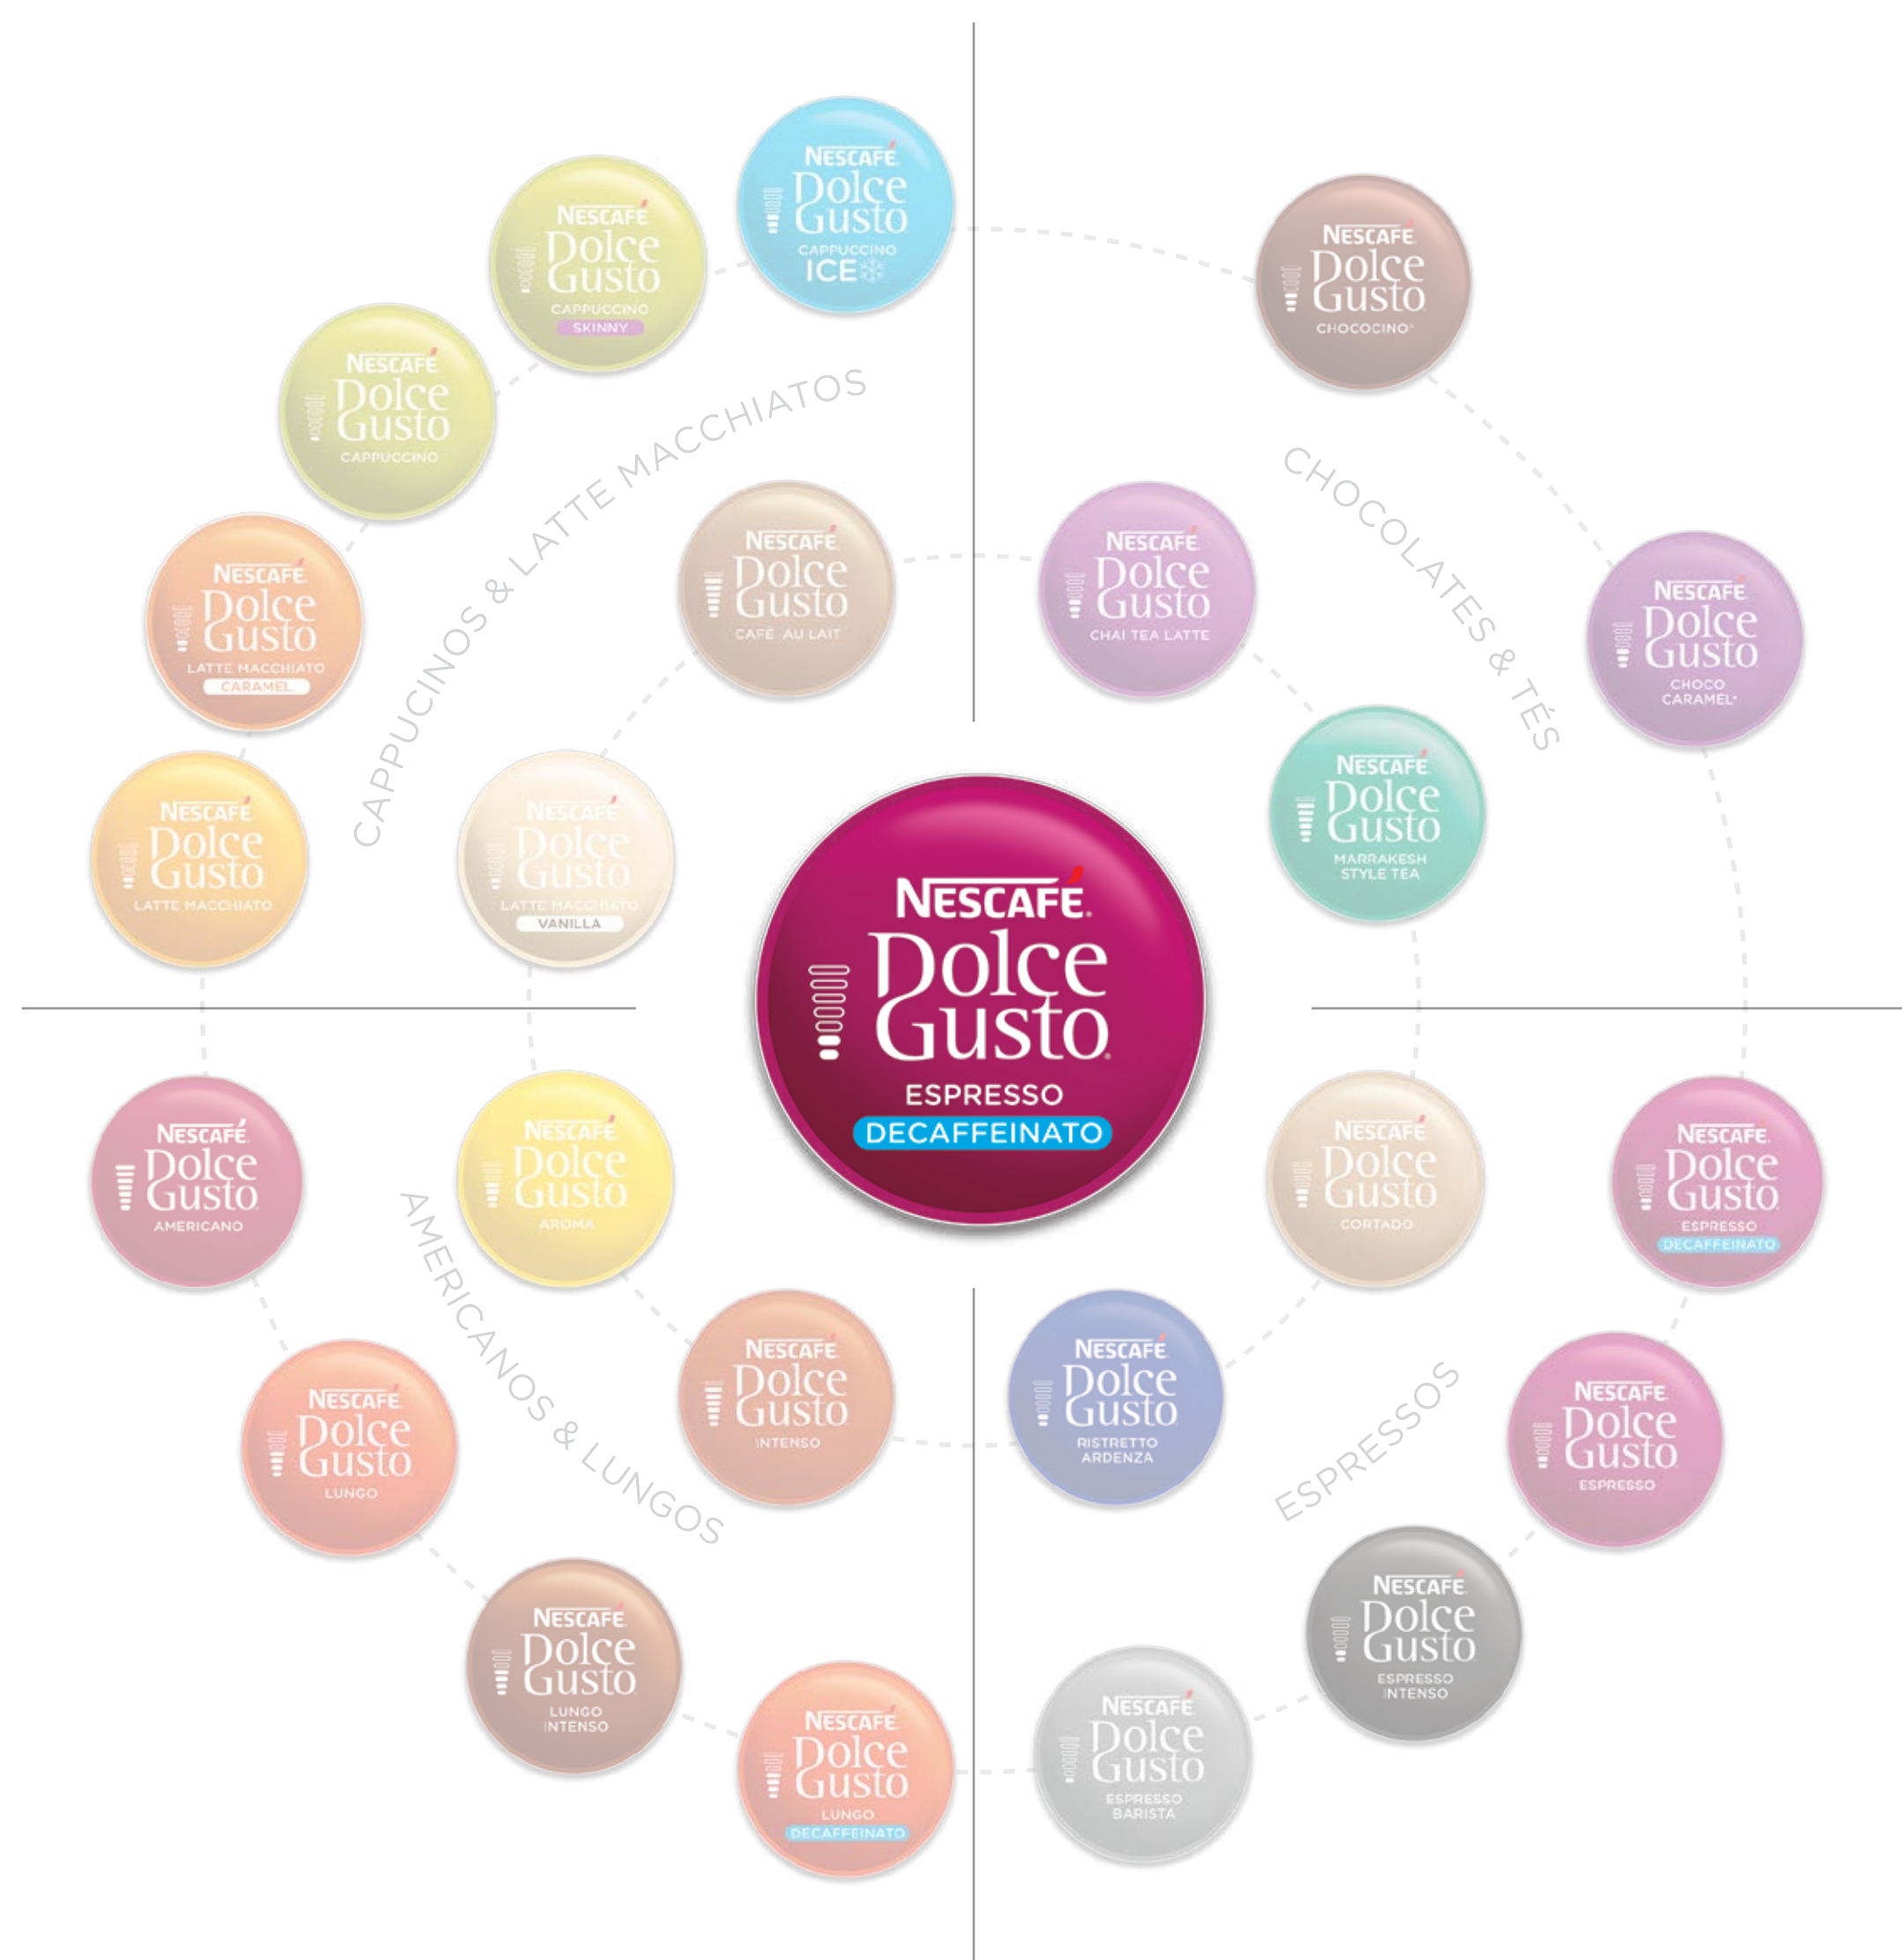 NESCAFÉ
Dolce
Gusto
CAPPUCCINO
ICE
NESCAFÉ
Dolce
Gusto
CAPPUCCINO
SKINNY
NESCAFÉ
Dolce
Gusto
CAPPUCCINO
NESCAFÉ
Dolce
Gusto
LATTE MACCHIATO
CARAMEL
NESCAFÉ
Dolce
Gusto
LATTE MACCHIATO
CAPPUCINOS & LATTE MACCHIATOS
NESCAFÉ
Dolce
Gusto
CAFÉ AU LAIT
NESCAFÉ
Dolce
Gusto
LATTE MACCHIATO
VANILLA
NESCAFÉ
Dolce
Gusto
CHOCOCINO*
CHOCOLATES & TÉS
NESCAFÉ
Dolce
Gusto
CHAI TEA LATTE
NESCAFÉ
Dolce
Gusto
CHOCO
CARAMEL*
NESCAFÉ
Dolce
Gusto
MARRAKESH
STYLE TEA
NESCAFÉ®
Dolce
Gusto®
ESPRESSO
DECAFFEINATO
NESCAFÉ
Dolce
Gusto
AMERICANO
NESCAFÉ
Dolce
Gusto
AROMA
AMERICANOS & LUNGOS
NESCAFÉ
Dolce
Gusto
INTENSO
NESCAFÉ
Dolce
Gusto
LUNGO
NESCAFÉ
Dolce
Gusto
LUNGO
INTENSO
NESCAFÉ
Dolce
Gusto
LUNGO
DECAFFEINATO
NESCAFÉ
Dolce
Gusto
CORTADO
NESCAFÉ
Dolce
Gusto
ESPRESSO
DECAFFEINATO
NESCAFÉ
Dolce
Gusto
RISTRETTO
ARDENZA
ESPRESSOS
NESCAFÉ
Dolce
Gusto
ESPRESSO
NESCAFÉ
Dolce
Gusto
ESPRESSO
INTENSO
NESCAFÉ
Dolce
Gusto
ESPRESSO
BARISTA